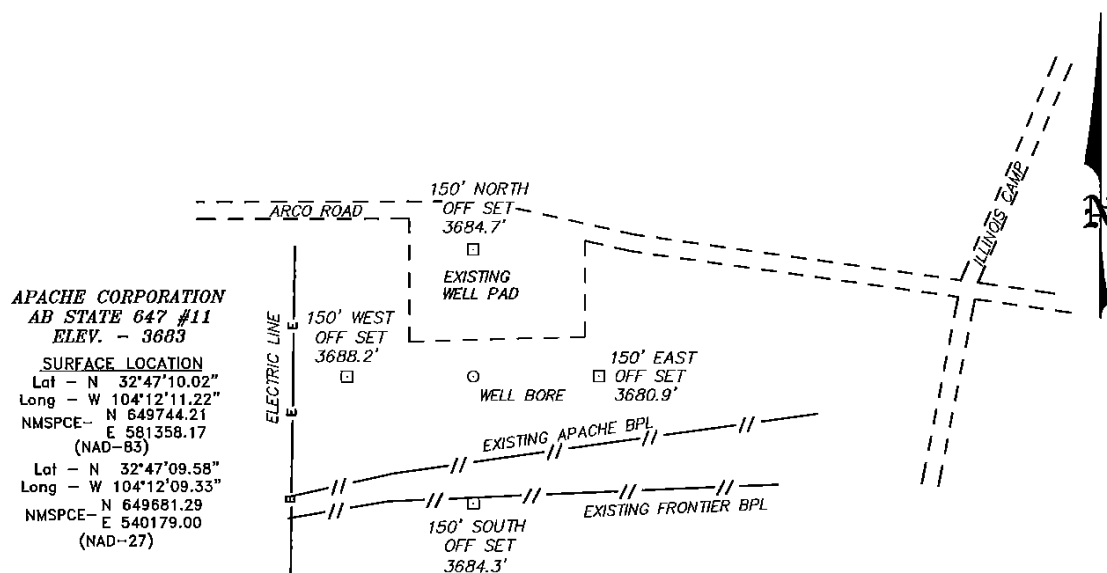 150' NORTH
OFF SET
3684.7'
ARCO ROAD
EXISTING
WELL PAD
ILLINOIS CAMP
N
APACHE CORPORATION
AB STATE 647 #11
ELEV. - 3683
SURFACE LOCATION
Lat - N 32°47'10.02"
Long - W 104°12'11.22"
NMSPCE- N 649744.21
E 581358.17
(NAD-83)
Lat - N 32°47'09.58"
Long - W 104°12'09.33"
NMSPCE- N 649681.29
E 540179.00
(NAD-27)
ELECTRIC LINE
E
E
E
150' WEST
OFF SET
3688.2'
WELL BORE
150' EAST
OFF SET
3680.9'
EXISTING APACHE BPL
EXISTING FRONTIER BPL
150' SOUTH
OFF SET
3684.3'